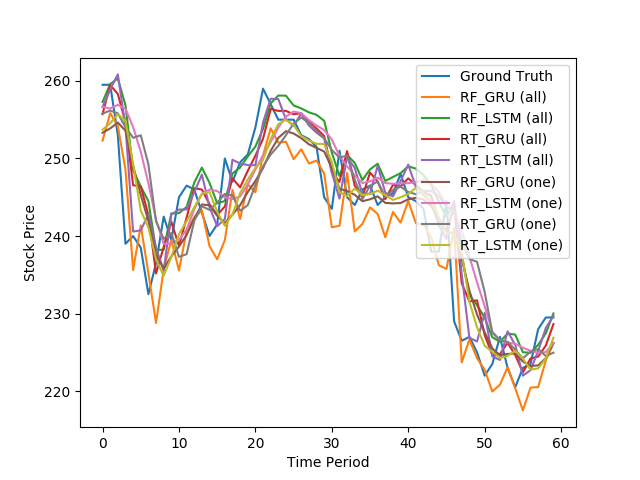 260
250
240
230
220
Stock Price
0
10
20
30
40
50
60
Time Period
Ground Truth
RF_GRU (all)
RF_LSTM (all)
RT_GRU (all)
RT_LSTM (all)
RF_GRU (one)
RF_LSTM (one)
RT_GRU (one)
RT_LSTM (one)